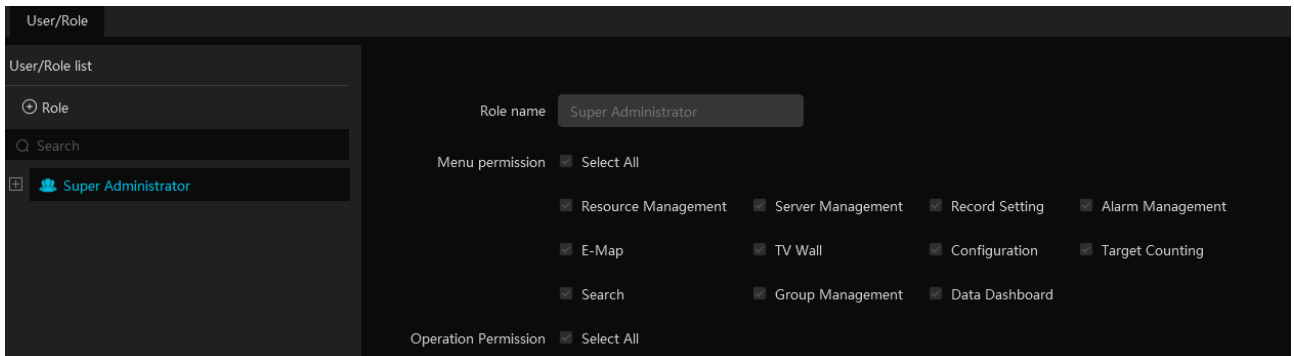 User/Role
User/Role list
Role
Search
Super Administrator
Role name Super Administrator
Menu permission Select All
Resource Management Server Management Record Setting Alarm Management
E-Map TV Wall Configuration Target Counting
Search Group Management Data Dashboard
Operation Permission Select All